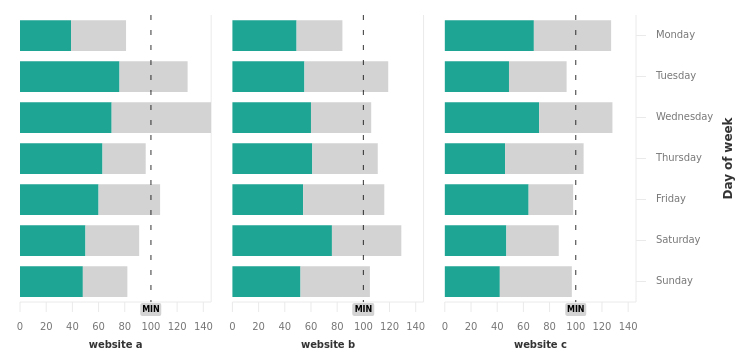 Monday
Tuesday
Wednesday
Thursday
Friday
Saturday
Sunday
Day of week
MIN MIN MIN
0 20 40 60 80 100 120 140 0 20 40 60 80 100 120 140 0 20 40 60 80 100 120 140
website a website b website c